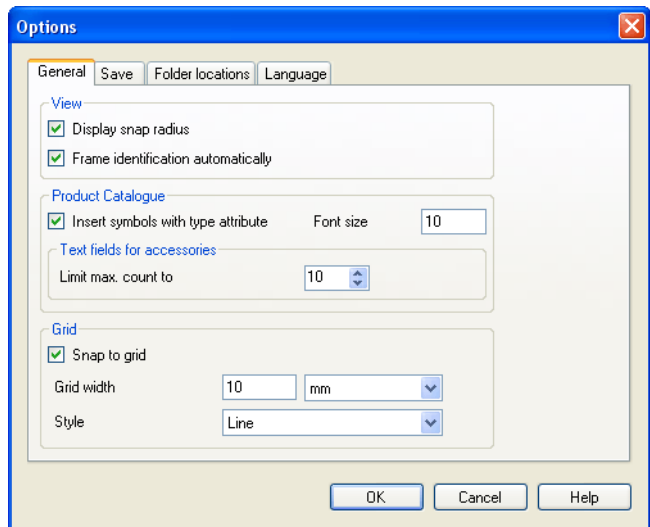 Options
General Save Folder locations Language
View
Display snap radius
Frame identification automatically
Product Catalogue
Insert symbols with type attribute Font size 10
Text fields for accessories
Limit max. count to 10
Grid
Snap to grid
Grid width 10 mm
Style Line
OK Cancel Help